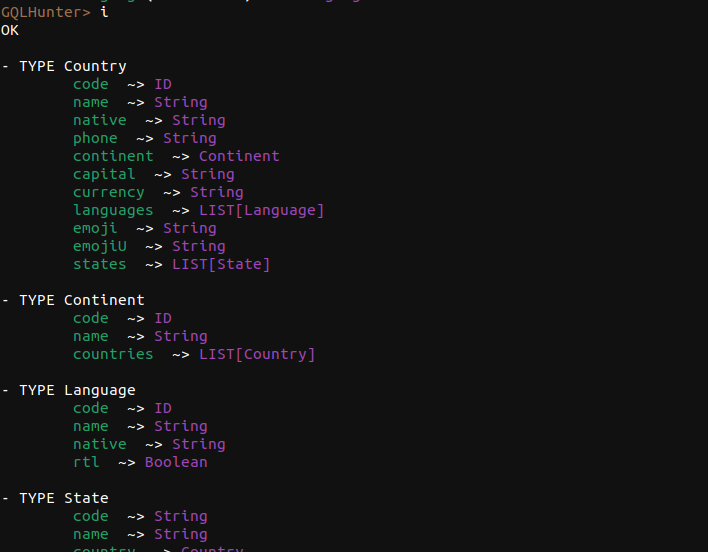 GQLHunter> i
OK
- TYPE Country
code ~> ID
name ~> String
native ~> String
phone ~> String
continent ~> Continent
capital ~> String
currency ~> String
languages ~> LIST[Language]
emoji ~> String
emojiU ~> String
states ~> LIST[State]
- TYPE Continent
code ~> ID
name ~> String
countries ~> LIST[Country]
- TYPE Language
code ~> ID
name ~> String
native ~> String
rtl ~> Boolean
- TYPE State
code ~> String
name ~> String
country ~> Country